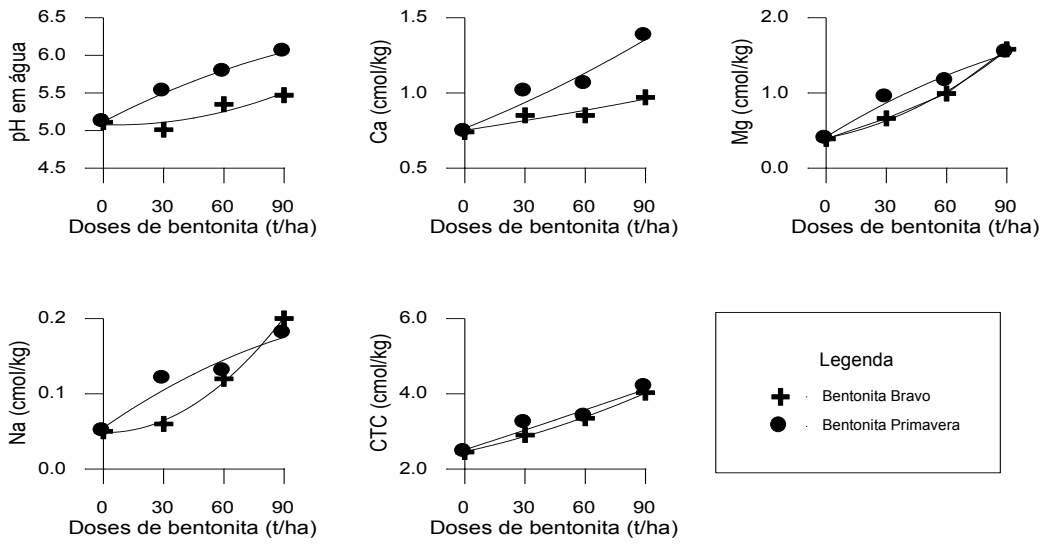 6.5
6.0
5.5
5.0
4.5
pH em água
0 30 60 90
Doses de bentonita (t/ha)
1.5
1.0
0.5
Ca (cmol/kg)
0 30 60 90
Doses de bentonita (t/ha)
2.0
1.0
0.0
Mg (cmol/kg)
0 30 60 90
Doses de bentonita (t/ha)
0.2
0.1
0.0
Na (cmol/kg)
0 30 60 90
Doses de bentonita (t/ha)
6.0
4.0
2.0
CTC (cmol/kg)
0 30 60 90
Doses de bentonita (t/ha)
Legenda
Bentonita Bravo
Bentonita Primavera